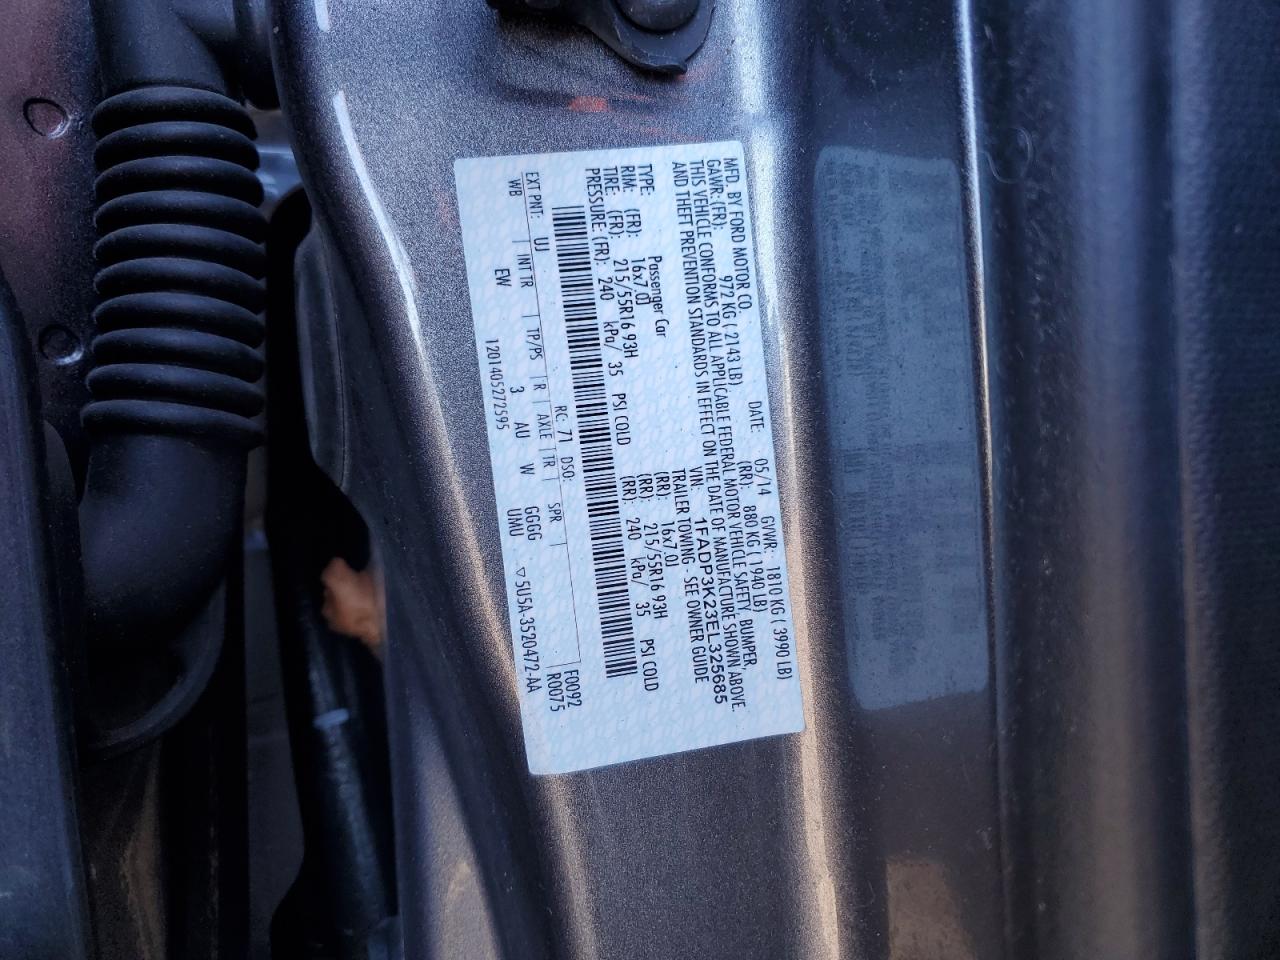 MFD. BY FORD MOTOR CO. DATE: 05/14 GVWR: 1810 KG ( 3990 LB)
GAWR:(FR): 972 KG ( 2143 LB) (RR): 880 KG ( 1940 LB)
THIS VEHICLE CONFORMS TO ALL APPLICABLE FEDERAL MOTOR VEHICLE SAFETY, BUMPER
AND THEFT PREVENTION STANDARDS IN EFFECT ON THE DATE OF MANUFACTURE SHOWN ABOVE.
VIN: 1FADP3K23EL325685
TYPE: Passenger Car TRAILER TOWING - SEE OWNER GUIDE
RIM: (FR): 16x7.0J (RR): 16x7.0J
TIRE: (FR): 215/55R16 93H (RR): 215/55R16 93H
PRESSURE:(FR): 240 kPa/ 35 PSI COLD (RR): 240 kPa/ 35 PSI COLD
EXT PNT: UJ RC: 71 DSO: F0092
WB INT TR TP/PS R AXLE TR SPR R0075
EW 3 AU W GGGG
1201405272595 UMU ▽5U5A-3520472-AA